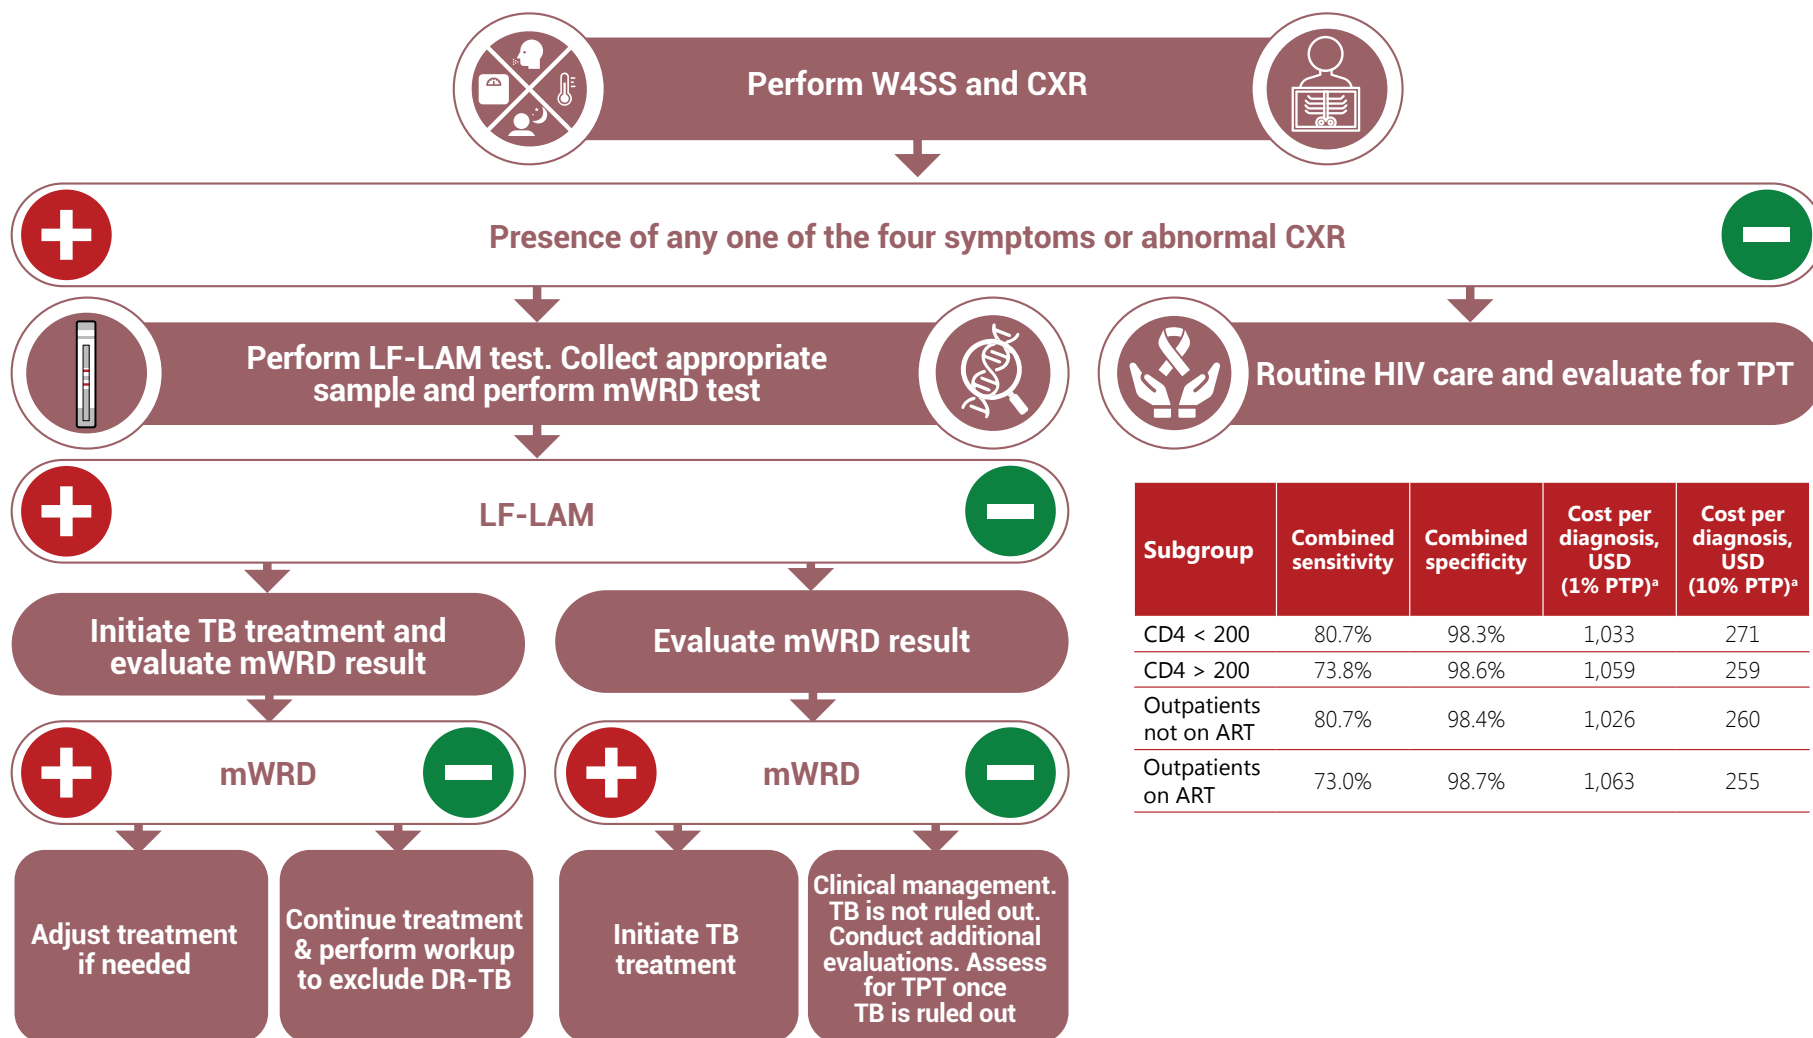 Perform W4SS and CXR
Presence of any one of the four symptoms or abnormal CXR
Perform LF-LAM test. Collect appropriate
sample and perform mWRD test
Routine HIV care and evaluate for TPT
LF-LAM
Initiate TB treatment and
evaluate mWRD result
Evaluate mWRD result
mWRD
mWRD
Adjust treatment
if needed
Continue treatment
& perform workup
to exclude DR-TB
Initiate TB
treatment
Clinical management.
TB is not ruled out.
Conduct additional
evaluations. Assess
for TPT once
TB is ruled out
Subgroup
Combined
sensitivity
Combined
specificity
Cost per
diagnosis,
USD
(1% PTP)ᵃ
Cost per
diagnosis,
USD
(10% PTP)ᵃ
CD4 < 200 80.7% 98.3% 1,033 271
CD4 > 200 73.8% 98.6% 1,059 259
Outpatients
not on ART 80.7% 98.4% 1,026 260
Outpatients
on ART 73.0% 98.7% 1,063 255